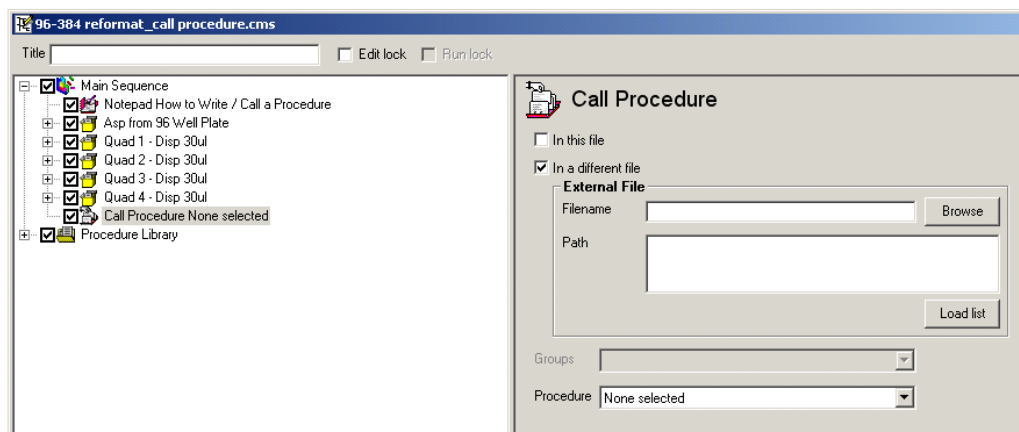 96-384 reformat_call procedure.cms
Title Edit lock Run lock
Main Sequence
Notepad How to Write / Call a Procedure
Asp from 96 Well Plate
Quad 1 - Disp 30ul
Quad 2 - Disp 30ul
Quad 3 - Disp 30ul
Quad 4 - Disp 30ul
Call Procedure None selected
Procedure Library
Call Procedure
In this file
In a different file
External File
Filename Browse
Path
Load list
Groups
Procedure None selected